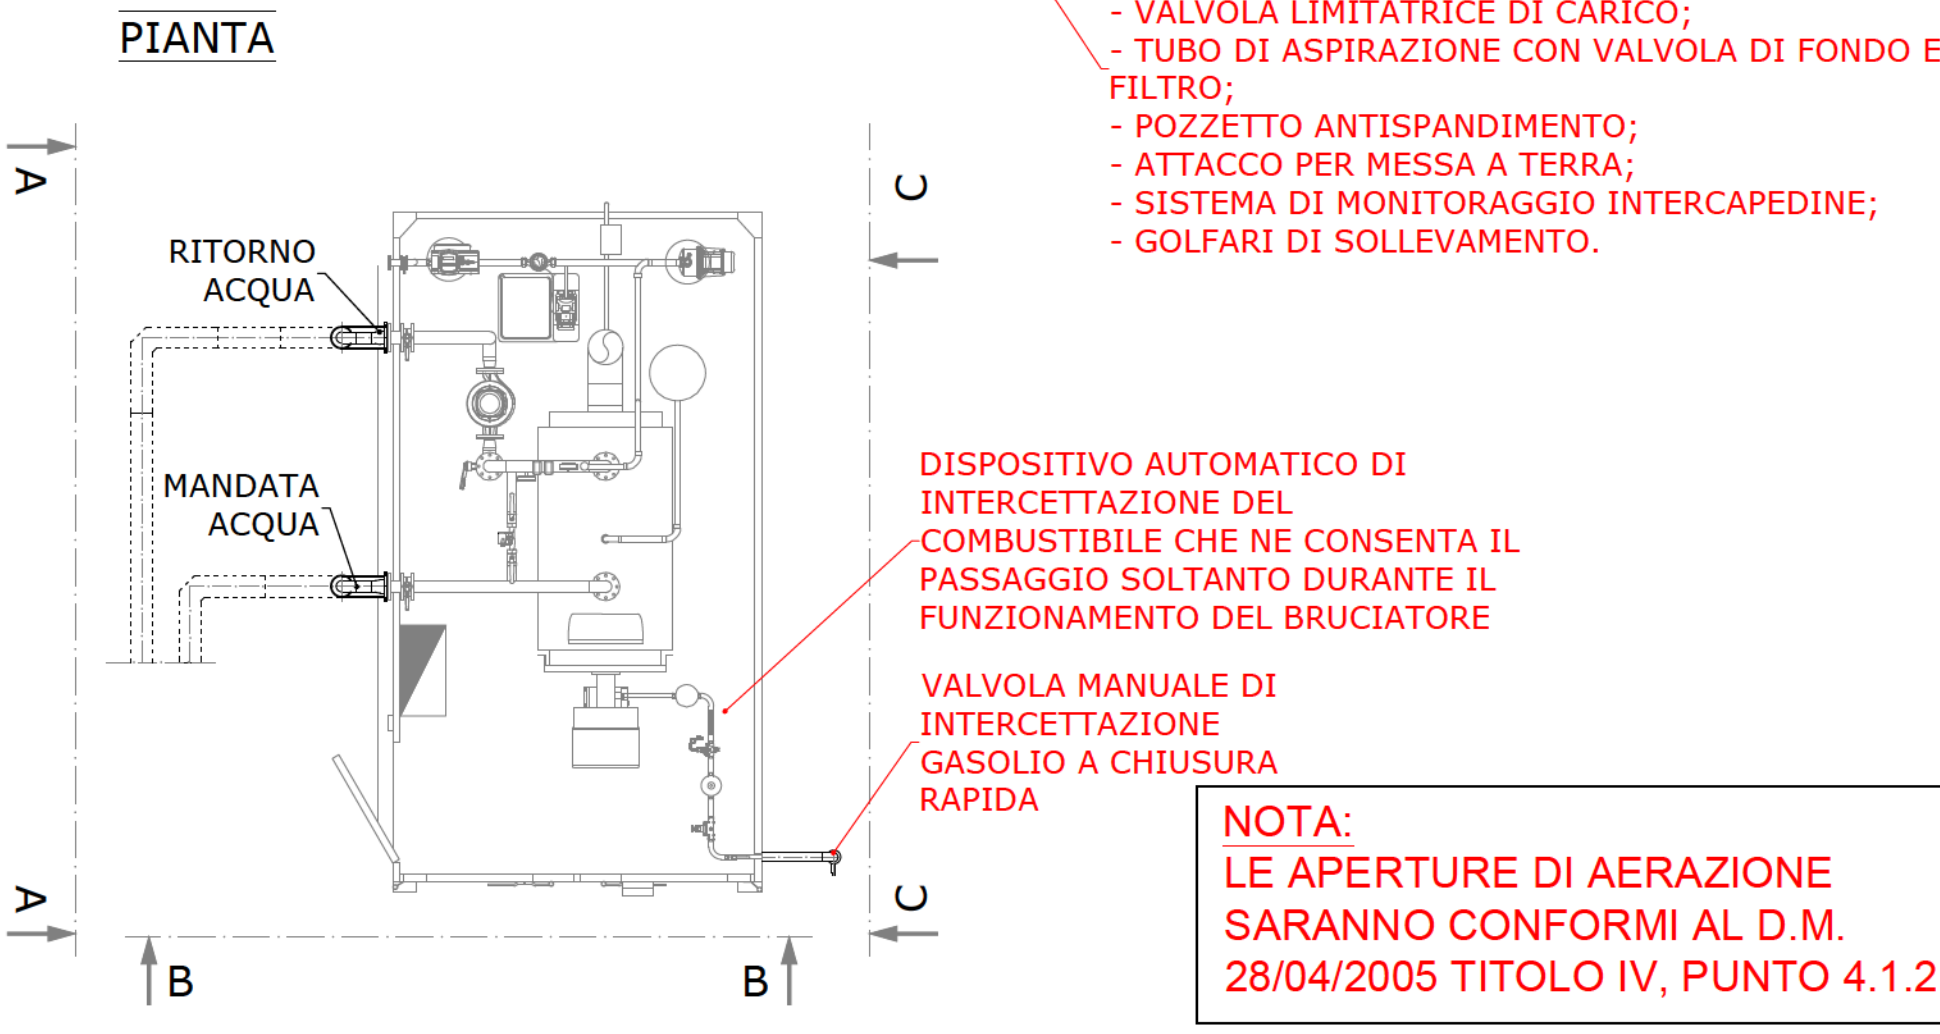 PIANTA
- VALVOLA LIMITATRICE DI CARICO;
- TUBO DI ASPIRAZIONE CON VALVOLA DI FONDO E
FILTRO;
- POZZETTO ANTISPANDIMENTO;
- ATTACCO PER MESSA A TERRA;
- SISTEMA DI MONITORAGGIO INTERCAPEDINE;
- GOLFARI DI SOLLEVAMENTO.
A
C
RITORNO
ACQUA
MANDATA
ACQUA
DISPOSITIVO AUTOMATICO DI
INTERCETTAZIONE DEL
COMBUSTIBILE CHE NE CONSENTA IL
PASSAGGIO SOLTANTO DURANTE IL
FUNZIONAMENTO DEL BRUCIATORE
VALVOLA MANUALE DI
INTERCETTAZIONE
GASOLIO A CHIUSURA
RAPIDA
A
C
B
B
NOTA:
LE APERTURE DI AERAZIONE
SARANNO CONFORMI AL D.M.
28/04/2005 TITOLO IV, PUNTO 4.1.2